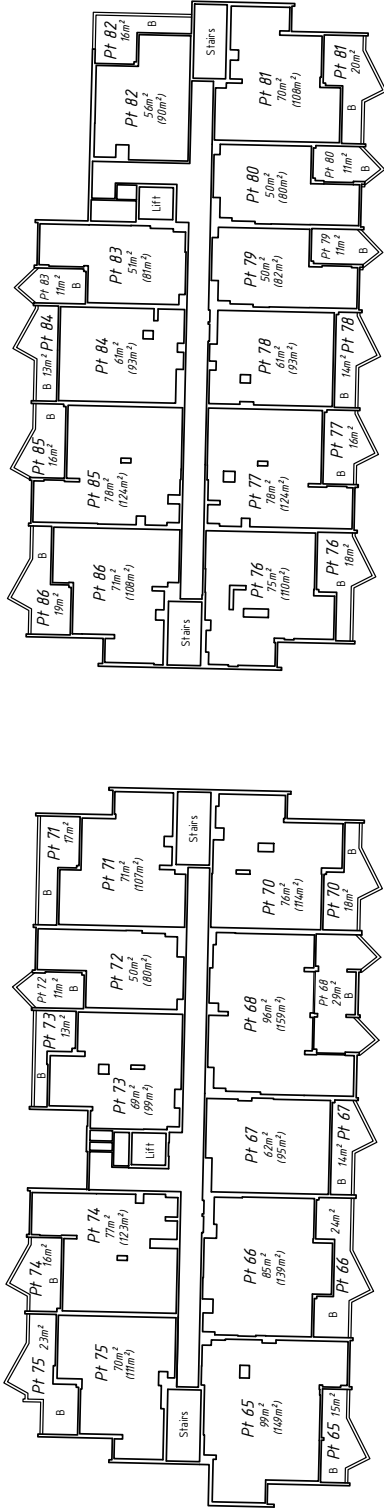 Pt 82
16m²
B
Pt 82
56m²
(90m²)
Stairs
Pt 81
70m²
(108m²)
Pt 81
20m²
B
Pt 80
50m²
(80m²)
Pt 80
11m²
B
Lift
Pt 83
51m²
(81m²)
Pt 83
11m²
B
Pt 79
50m²
(82m²)
Pt 79
11m²
B
Pt 84
13m²
B
Pt 84
61m²
(93m²)
Pt 78
61m²
(93m²)
Pt 78
14m²
B
Pt 85
16m²
B
Pt 85
78m²
(124m²)
Pt 77
78m²
(124m²)
Pt 77
16m²
B
Pt 86
19m²
B
Pt 86
71m²
(108m²)
Stairs
Pt 76
75m²
(110m²)
Pt 76
18m²
B
Pt 71
17m²
B
Pt 71
71m²
(107m²)
Stairs
Pt 70
76m²
(114m²)
Pt 70
18m²
B
Pt 72
11m²
B
Pt 72
50m²
(80m²)
Pt 68
96m²
(159m²)
Pt 68
29m²
B
Pt 73
13m²
B
Pt 73
69m²
(99m²)
Lift
Pt 67
62m²
(95m²)
Pt 67
14m²
B
Pt 74
16m²
B
Pt 74
77m²
(123m²)
Pt 66
85m²
(139m²)
Pt 66
24m²
B
Pt 75
23m²
B
Pt 75
70m²
(111m²)
Stairs
Pt 65
99m²
(149m²)
Pt 65
15m²
B